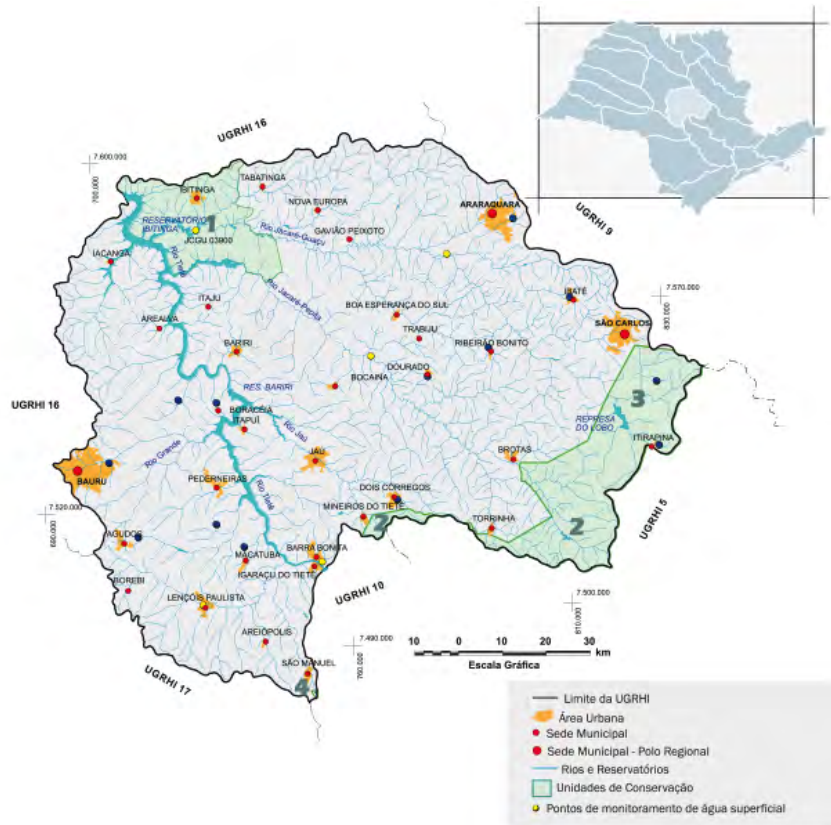 UGRHI 16
7.600.000
700.000
TABATINGA
IBITINGA
NOVA EUROPA
ARARAQUARA
UGRHI 9
RESERVATÓRIO
IBITINGA
1
JCGU 03900
Rio Jacaré-Guaçu
GAVIÃO PEIXOTO
IACANGA
Rio Tietê
Rio Jacaré-Pepira
ITAJU
IBATÉ
7.570.000
830.000
BOA ESPERANÇA DO SUL
AREALVA
TRABIJU
SÃO CARLOS
BARIRI
RIBEIRÃO BONITO
DOURADO
BOCAINA
RES. BARIRI
3
UGRHI 16
BORACÉIA
ITAPUÍ
Rio Jaú
REPRESA
DO LOBO
ITIRAPINA
Rio Grande
JAÚ
BROTAS
BAURU
PEDERNEIRAS
Rio Tietê
DOIS CÓRREGOS
7.520.000
690.000
MINEIROS DO TIETÊ
2
TORRINHA
2
UGRHI 5
AGUDOS
MACATUBA
BARRA BONITA
IGARAÇU DO TIETÊ
UGRHI 10
BOREBI
LENÇÓIS PAULISTA
7.500.000
810.000
AREIÓPOLIS
7.490.000
760.000
10 0 10 20 30
km
Escala Gráfica
UGRHI 17
SÃO MANUEL
4
Limite da UGRHI
Área Urbana
Sede Municipal
Sede Municipal - Polo Regional
Rios e Reservatórios
Unidades de Conservação
Pontos de monitoramento de água superficial